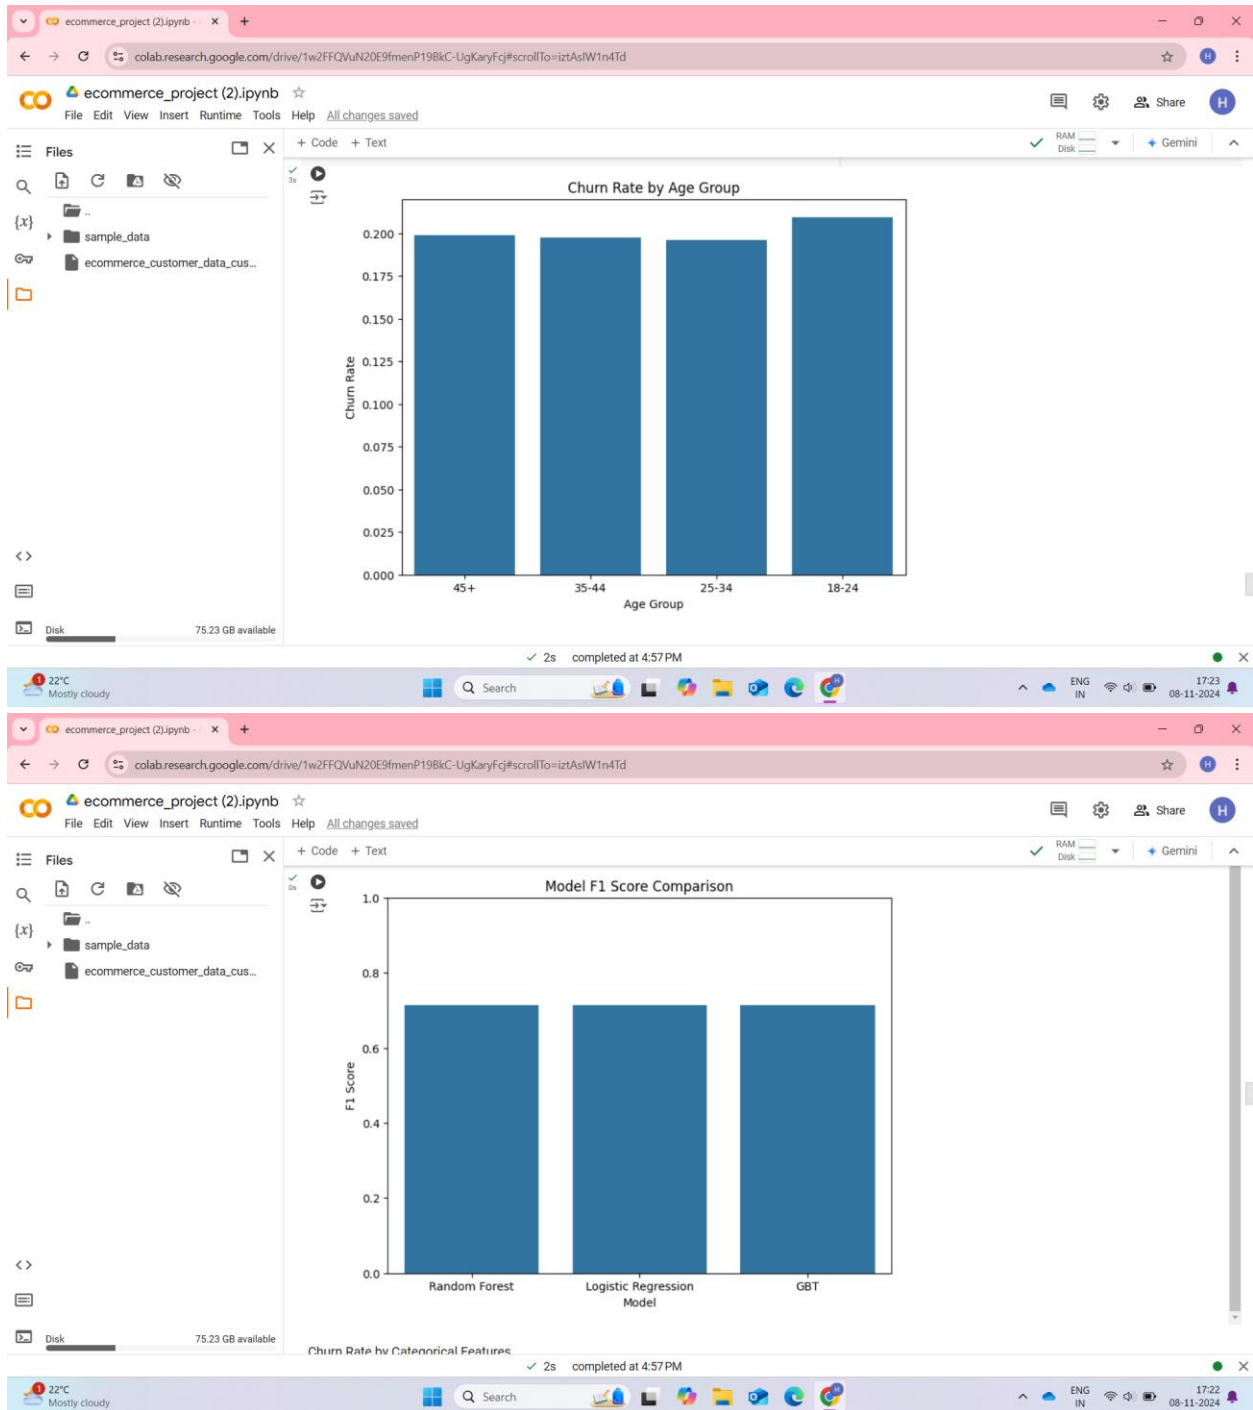 ecommerce_project (2).ipynb -
colab.research.google.com/drive/1w2FFQVuN20E9fmenP19BkC-UgKaryFcj#scrollTo=iztAsIW1n4Td
H
CO
ecommerce_project (2).ipynb
File Edit View Insert Runtime Tools Help All changes saved
Share
H
Files
+ Code + Text
RAM
Disk
Gemini
..
{x}
sample_data
ecommerce_customer_data_cus...
3s
Churn Rate by Age Group
0.200
0.175
0.150
0.125
0.100
0.075
0.050
0.025
0.000
Churn Rate
45+ 35-44 25-34 18-24
Age Group
Disk 75.23 GB available
2s completed at 4:57 PM
1
22°C
Mostly cloudy
Search
ENG
IN
17:23
08-11-2024
ecommerce_project (2).ipynb -
colab.research.google.com/drive/1w2FFQVuN20E9fmenP19BkC-UgKaryFcj#scrollTo=iztAsIW1n4Td
H
CO
ecommerce_project (2).ipynb
File Edit View Insert Runtime Tools Help All changes saved
Share
H
Files
+ Code + Text
RAM
Disk
Gemini
..
{x}
sample_data
ecommerce_customer_data_cus...
0s
Model F1 Score Comparison
1.0
0.8
0.6
0.4
0.2
0.0
F1 Score
Random Forest Logistic Regression GBT
Model
Churn Rate by Categorical Features
Disk 75.23 GB available
2s completed at 4:57 PM
1
22°C
Mostly cloudy
Search
ENG
IN
17:22
08-11-2024